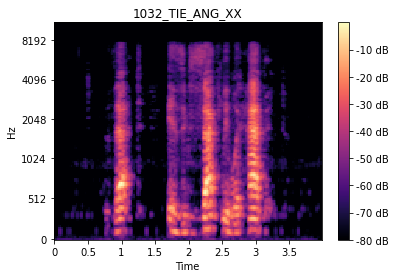 1032_TIE_ANG_XX
8192
4096
2048
1024
512
0
Hz
0 0.5 1 1.5 2 2.5 3 3.5
Time
-10 dB
-20 dB
-30 dB
-40 dB
-50 dB
-60 dB
-70 dB
-80 dB